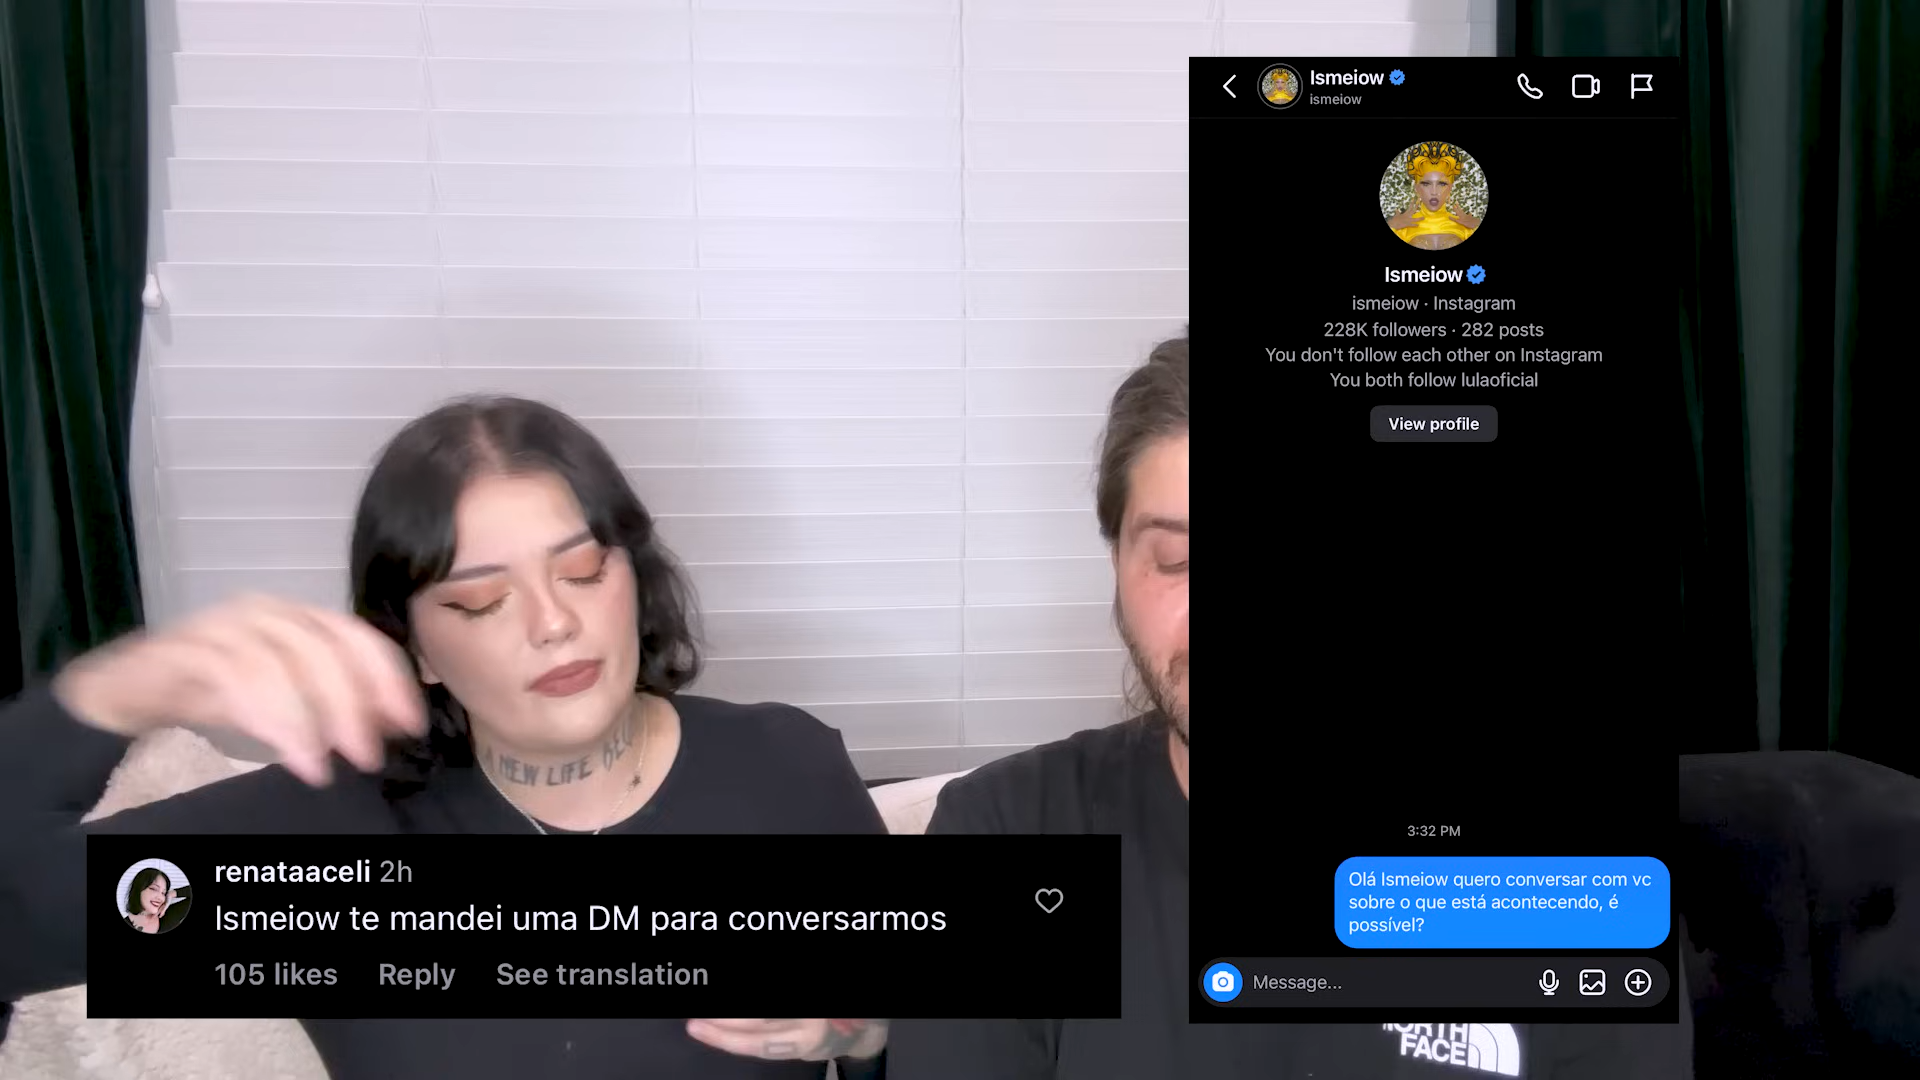 Ismeiow
ismeiow
Ismeiow
ismeiow · Instagram
228K followers · 282 posts
You don't follow each other on Instagram
You both follow lulaoficial
View profile
3:32 PM
Olá Ismeiow quero conversar com vc
sobre o que está acontecendo, é
possível?
Message...
NEW LIFE
renataaceli 2h
Ismeiow te mandei uma DM para conversarmos
105 likes Reply See translation
NORTH
FACE